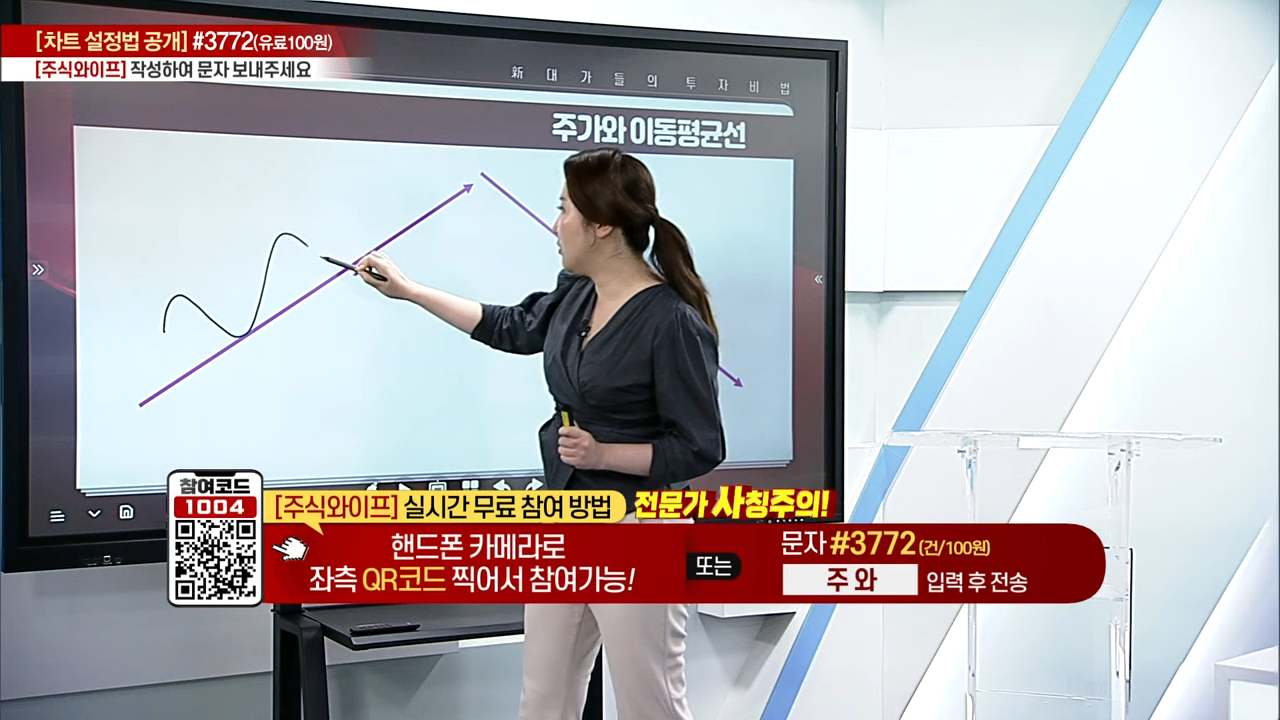 [차트 설정법 공개] #3772(유료100원)
[주식와이프] 작성하여 문자 보내주세요
新대가들의 투자비법
주가와 이동평균선
참여코드
1004
[주식와이프] 실시간 무료 참여 방법
전문가 사칭주의!
핸드폰 카메라로
좌측 QR코드 찍어서 참여가능!
또는
문자 #3772 (건/100원)
주 와 입력 후 전송